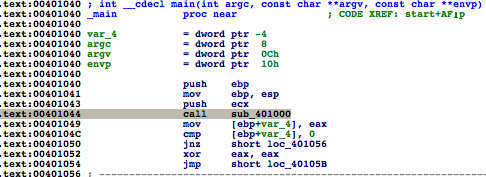 .text:00401040 ; int __cdecl main(int argc, const char **argv, const char **envp)
.text:00401040 _main proc near ; CODE XREF: start+AF↓p
.text:00401040
.text:00401040 var_4 = dword ptr -4
.text:00401040 argc = dword ptr 8
.text:00401040 argv = dword ptr 0Ch
.text:00401040 envp = dword ptr 10h
.text:00401040
.text:00401040 push ebp
.text:00401041 mov ebp, esp
.text:00401043 push ecx
.text:00401044 call sub_401000
.text:00401049 mov [ebp+var_4], eax
.text:0040104C cmp [ebp+var_4], 0
.text:00401050 jnz short loc_401056
.text:00401052 xor eax, eax
.text:00401054 jmp short loc_40105B
.text:00401056 ; ---------------------------------------------------------------------------